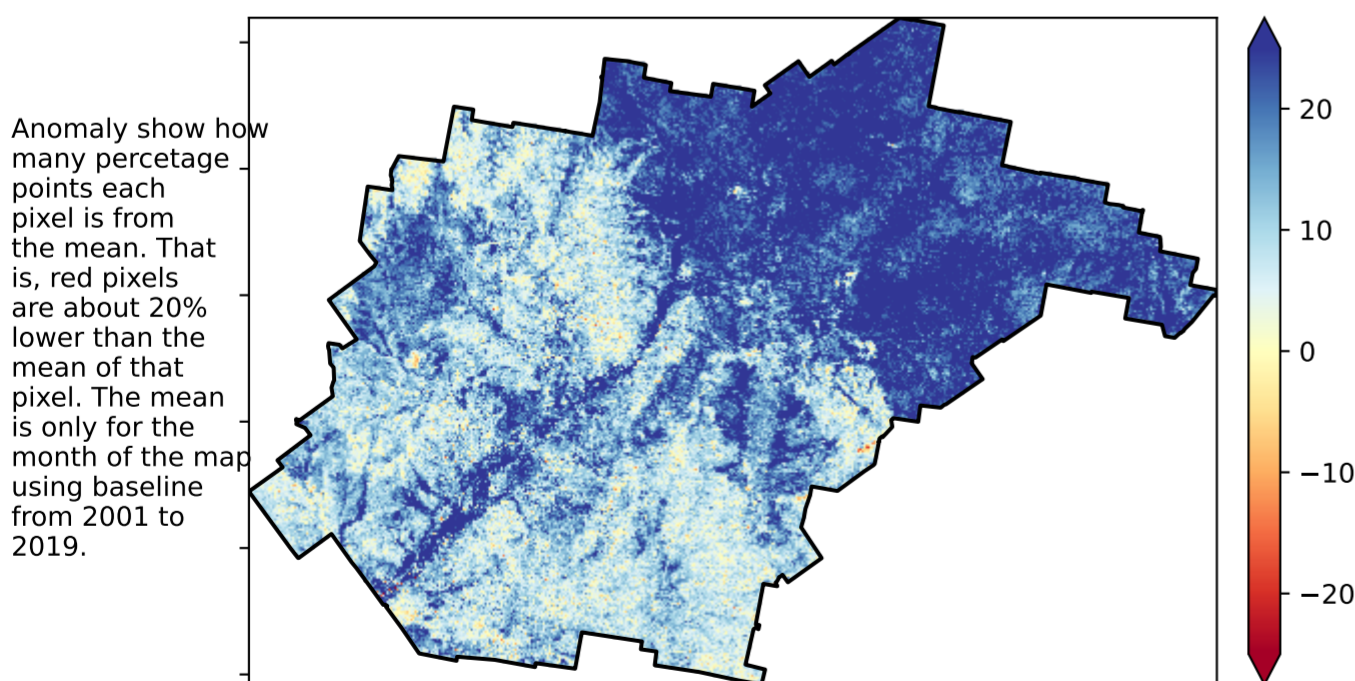 Anomaly show how
many percetage
points each
pixel is from
the mean. That
is, red pixels
are about 20%
lower than the
mean of that
pixel. The mean
is only for the
month of the map
using baseline
from 2001 to
2019.
20
10
0
−10
−20